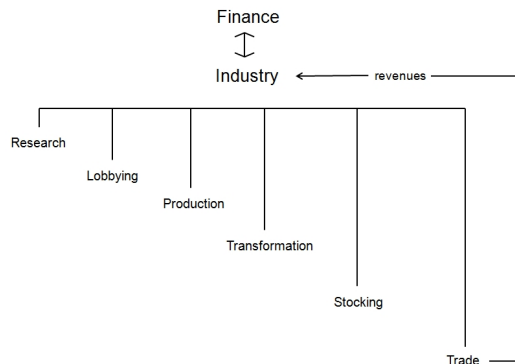 Finance
Industry
revenues
Research
Lobbying
Production
Transformation
Stocking
Trade